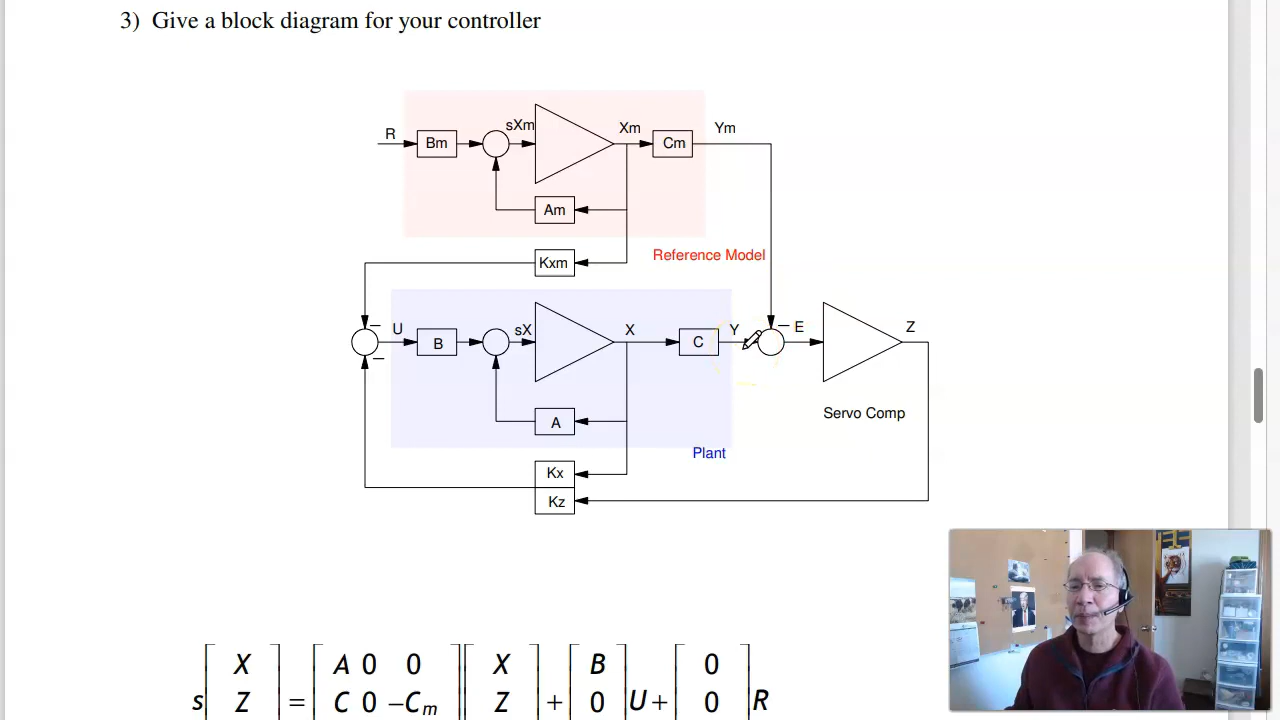 3) Give a block diagram for your controller
R
Bm
sXm
Xm
Cm
Ym
Am
Kxm
Reference Model
U
B
sX
X
C
Y
E
Z
A
Servo Comp
Plant
Kx
Kz
s [ X ] = [ A 0 0 ] [ X ] + [ B ] U + [ 0 ] R
[ Z ] [ C 0 −Cm ] [ Z ] [ 0 ] [ 0 ]